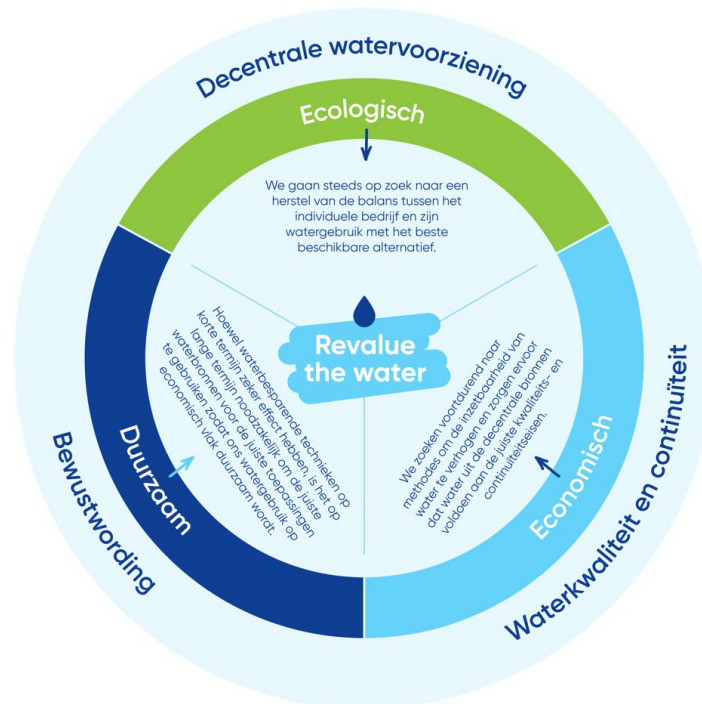 Decentrale watervoorziening
Ecologisch
We gaan steeds op zoek naar een
herstel van de balans tussen het
individuele bedrijf en zijn
watergebruik met het beste
beschikbare alternatief.
Revalue
the water
Waterkwaliteit en continuïteit
Economisch
We zoeken voortdurend naar
methodes om de inzetbaarheid van
water te verhogen en zorgen ervoor
dat water uit de decentrale bronnen
voldoen aan de juiste kwaliteits- en
continuïteitseisen.
Bewustwording
Duurzaam
Hoewel waterbesparende technieken op
korte termijn zeker effect hebben, is het op
lange termijn noodzakelijk om de juiste
waterbronnen voor de juiste toepassingen
te gebruiken zodat ons watergebruik op
economisch vlak duurzaam wordt.